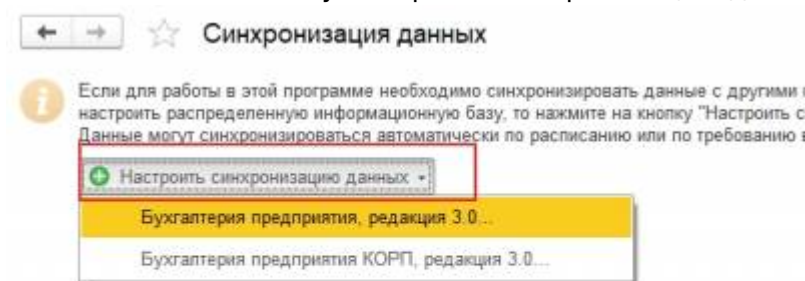 Синхронизация данных
Если для работы в этой программе необходимо синхронизировать данные с другими
настроить распределенную информационную базу, то нажмите на кнопку "Настроить с
Данные могут синхронизироваться автоматически по расписанию или по требованию в
Настроить синхронизацию данных
Бухгалтерия предприятия, редакция 3.0...
Бухгалтерия предприятия КОРП, редакция 3.0...